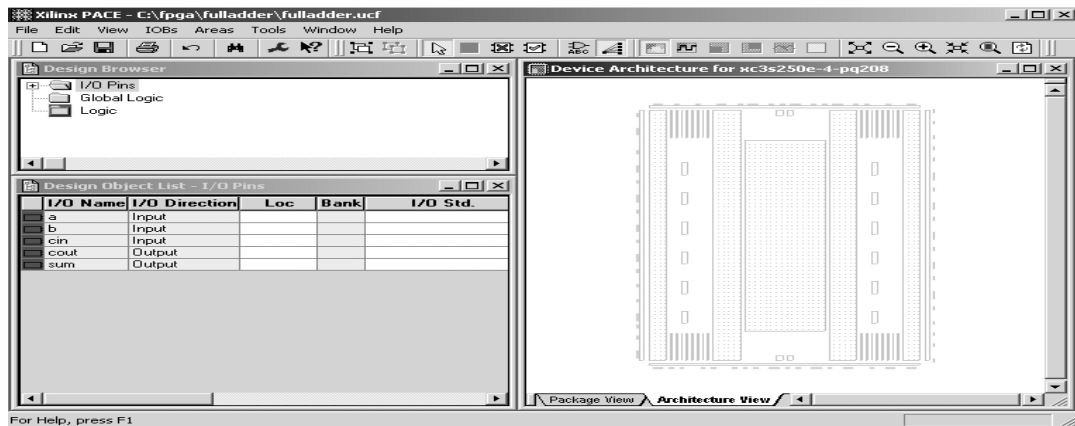 Xilinx PACE - C:\fpga\fulladder\fulladder.ucf
File Edit View IOBs Areas Tools Window Help
ABC
Design Browser
I/O Pins
Global Logic
Logic
Design Object List - I/O Pins
I/O Name I/O Direction Loc Bank I/O Std.
a Input
b Input
cin Input
cout Output
sum Output
Device Architecture for xc3s250e-4-pq208
Package View Architecture View
For Help, press F1